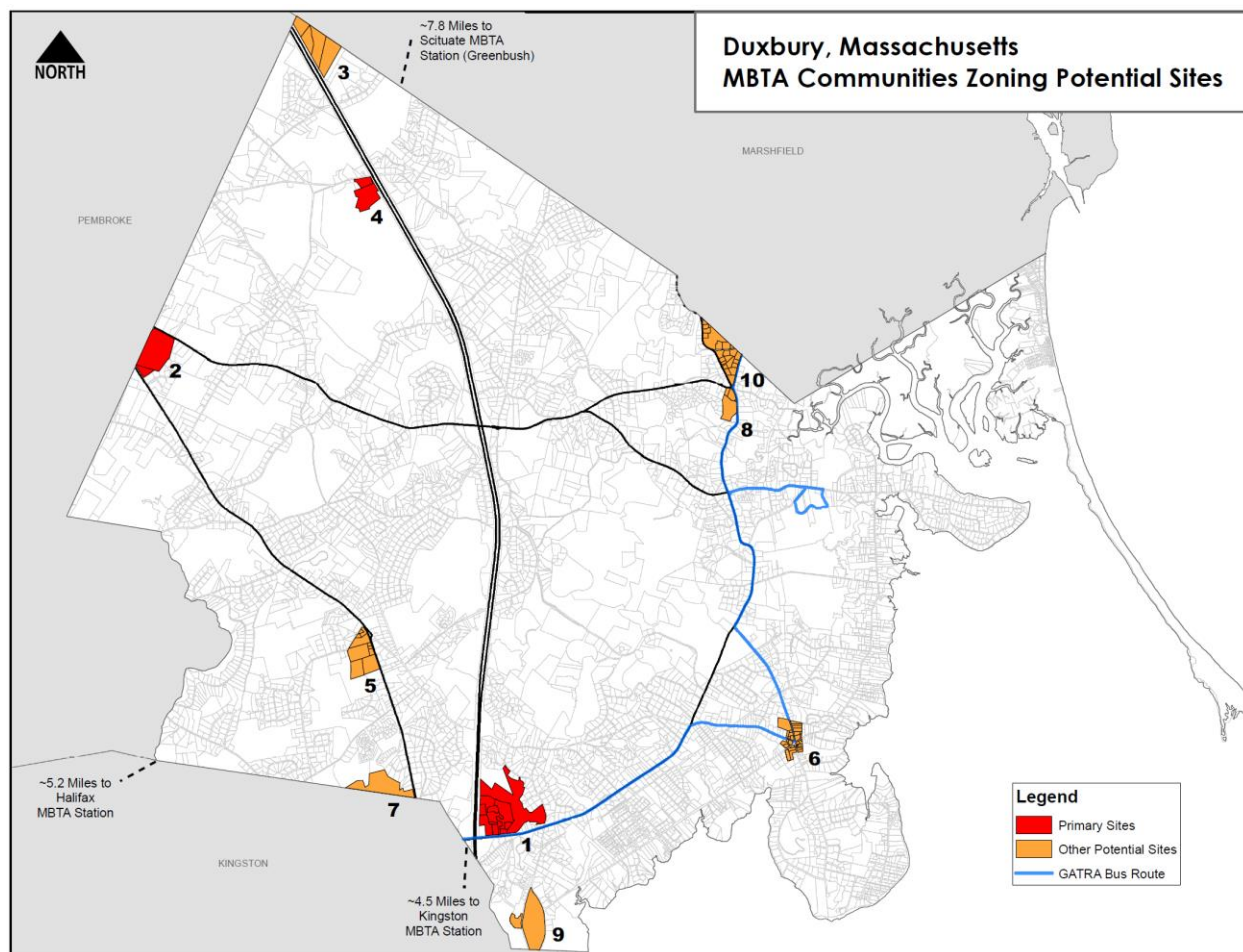 Duxbury, Massachusetts
MBTA Communities Zoning Potential Sites
NORTH
~7.8 Miles to
Scituate MBTA
Station (Greenbush)
3
MARSHFIELD
4
PEMBROKE
2
10
8
5
6
~5.2 Miles to
Halifax
MBTA Station
7
1
KINGSTON
~4.5 Miles to
Kingston
MBTA Station
9
Legend
Primary Sites
Other Potential Sites
GATRA Bus Route